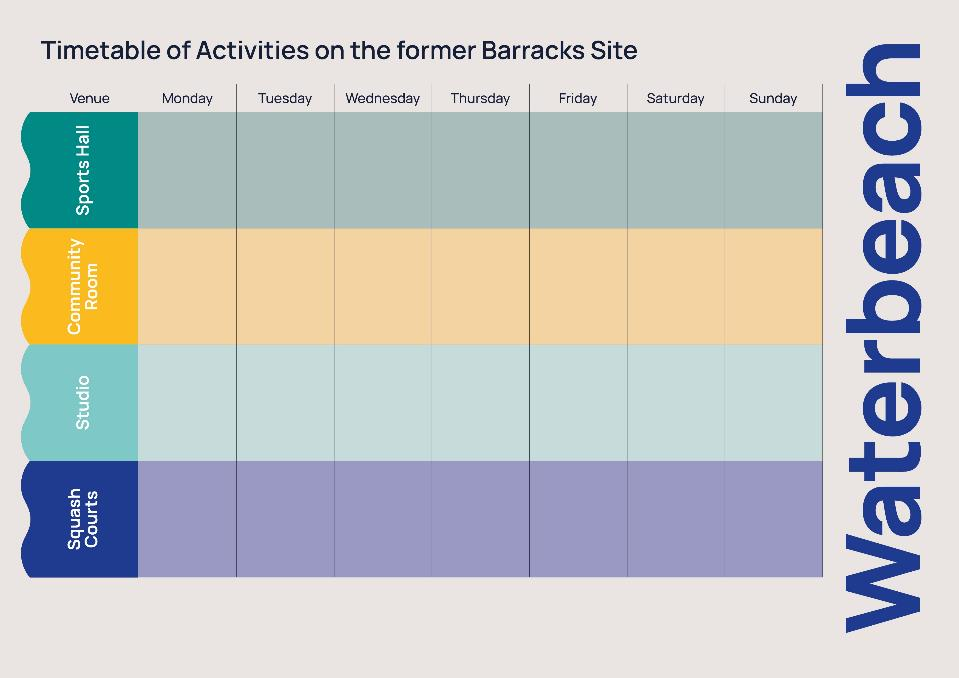 Timetable of Activities on the former Barracks Site
Venue Monday Tuesday Wednesday Thursday Friday Saturday Sunday
Sports Hall
Community
Room
Studio
Squash
Courts
Waterbeach